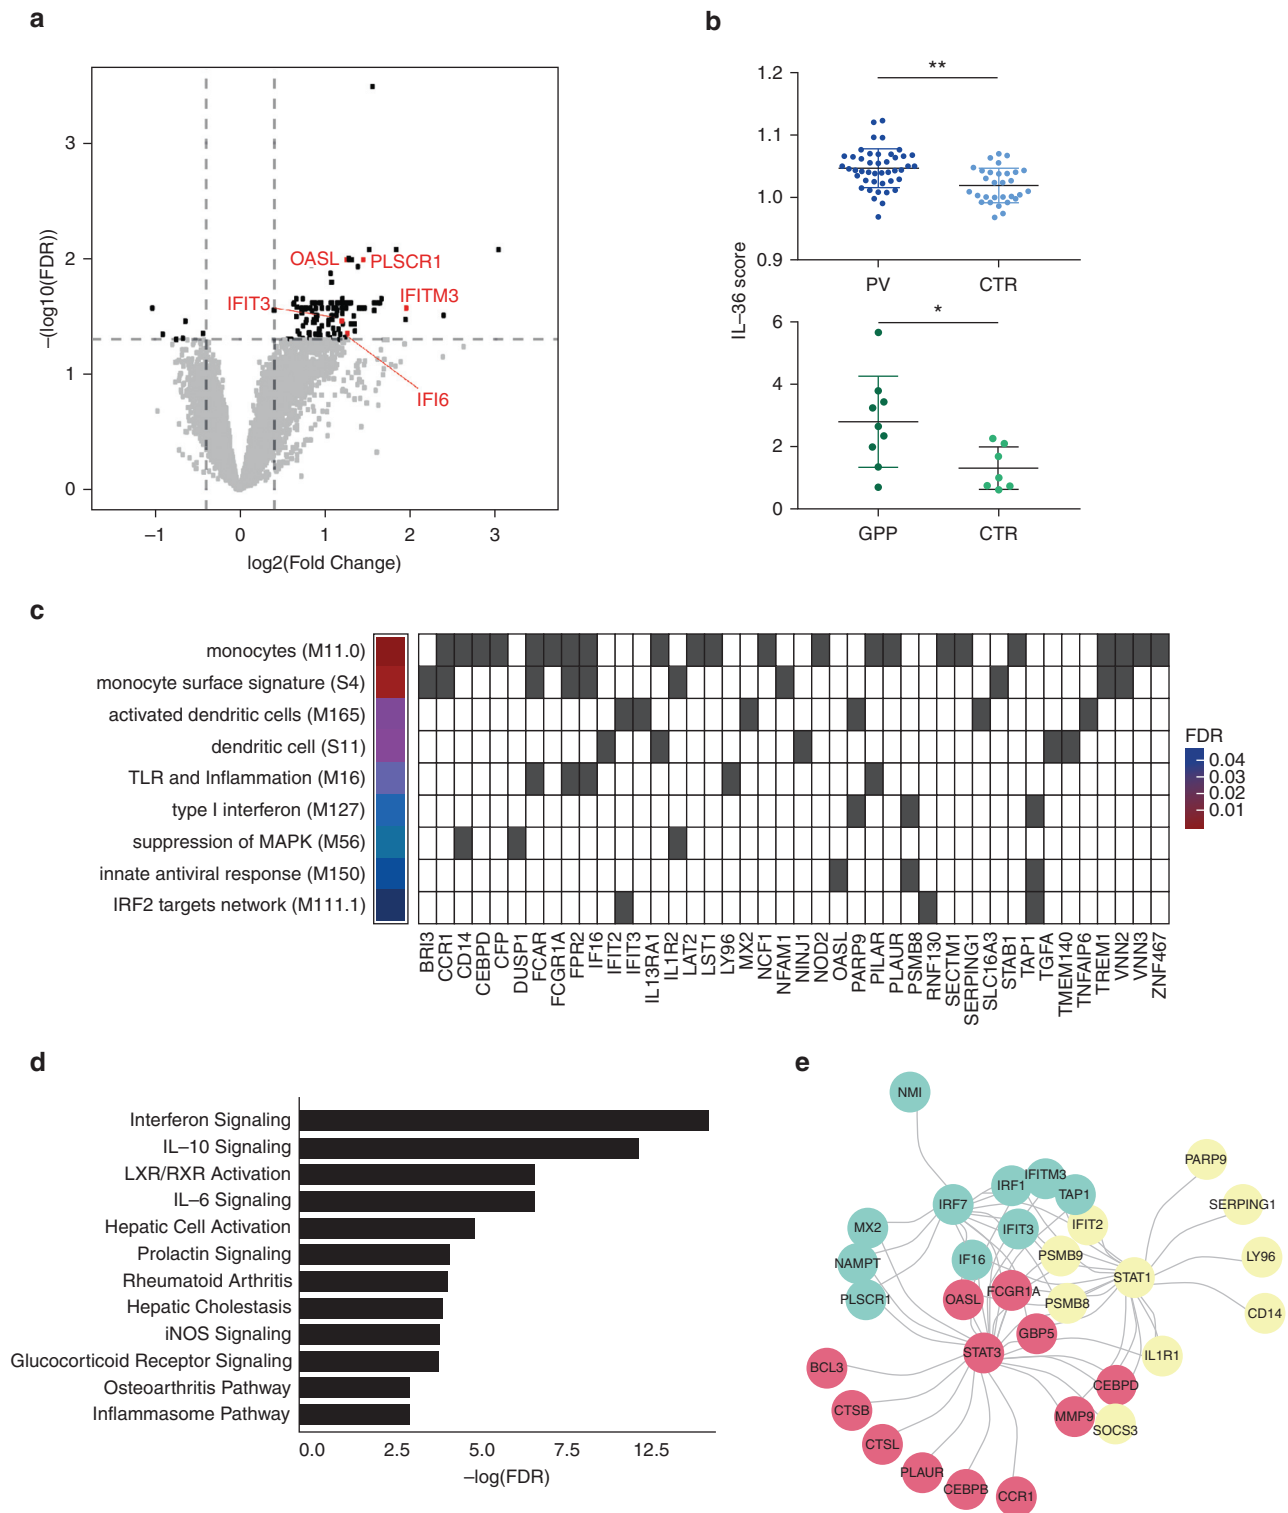 a
−(log10(FDR))
3
2
1
0
OASL
PLSCR1
IFIT3
IFITM3
IFI6
−1
0
1
2
3
log2(Fold Change)
b
IL−36 score
1.2
1.1
1.0
0.9
**
PV
CTR
6
4
2
0
*
GPP
CTR
c
monocytes (M11.0)
monocyte surface signature (S4)
activated dendritic cells (M165)
dendritic cell (S11)
TLR and Inflammation (M16)
type I interferon (M127)
suppression of MAPK (M56)
innate antiviral response (M150)
IRF2 targets network (M111.1)
FDR
0.04
0.03
0.02
0.01
BRI3
CCR1
CD14
CEBPD
CFP
DUSP1
FCAR
FCGR1A
FPR2
IF16
IFIT2
IFIT3
IL13RA1
IL1R2
LAT2
LST1
LY96
MX2
NCF1
NFAM1
NINJ1
NOD2
OASL
PARP9
PILAR
PLAUR
PSMB8
RNF130
SECTM1
SERPING1
SLC16A3
STAB1
TAP1
TGFA
TMEM140
TNFAIP6
TREM1
VNN2
VNN3
ZNF467
d
Interferon Signaling
IL−10 Signaling
LXR/RXR Activation
IL−6 Signaling
Hepatic Cell Activation
Prolactin Signaling
Rheumatoid Arthritis
Hepatic Cholestasis
iNOS Signaling
Glucocorticoid Receptor Signaling
Osteoarthritis Pathway
Inflammasome Pathway
0.0
2.5
5.0
7.5
12.5
−log(FDR)
e
NMI
PARP9
IFITM3
IRF1
TAP1
IRF7
SERPING1
MX2
IFIT3
IFIT2
PSMB9
LY96
NAMPT
IF16
STAT1
PLSCR1
OASL
FCGR1A
PSMB8
CD14
GBP5
STAT3
IL1R1
BCL3
CEBPD
CTSB
MMP9
SOCS3
CTSL
PLAUR
CEBPB
CCR1